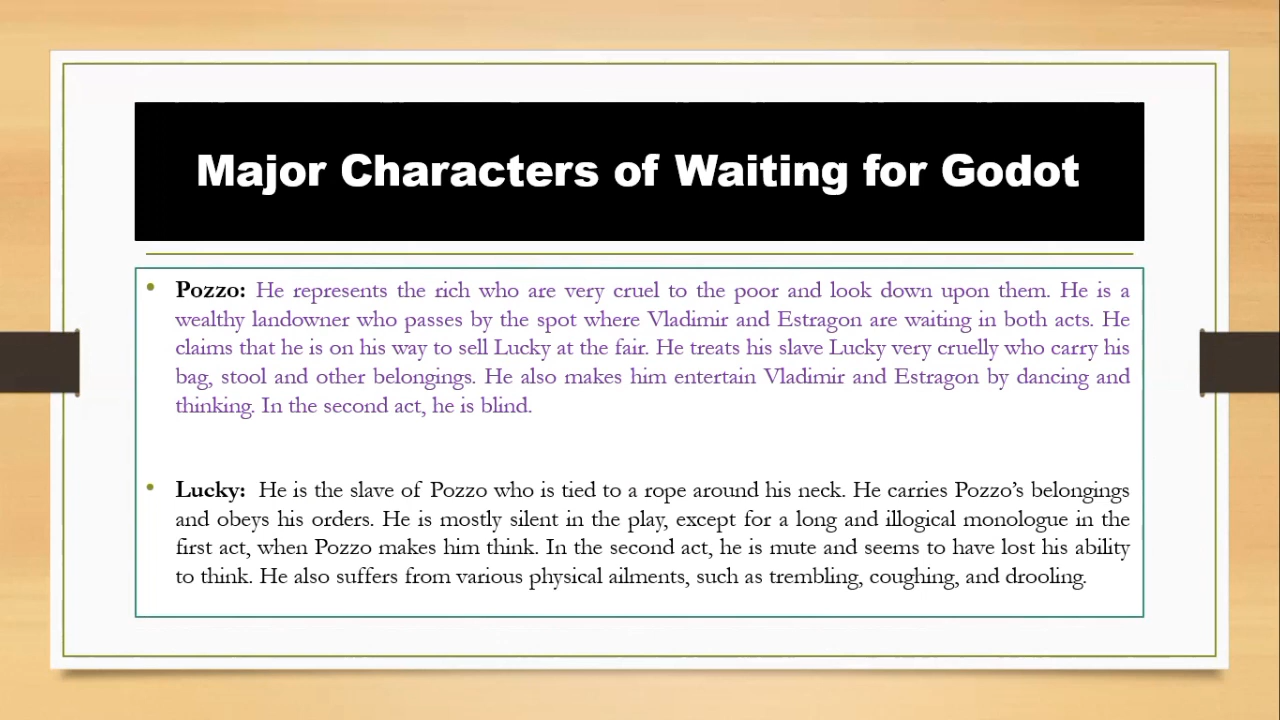 Major Characters of Waiting for Godot
• Pozzo: He represents the rich who are very cruel to the poor and look down upon them. He is a
wealthy landowner who passes by the spot where Vladimir and Estragon are waiting in both acts. He
claims that he is on his way to sell Lucky at the fair. He treats his slave Lucky very cruelly who carry his
bag, stool and other belongings. He also makes him entertain Vladimir and Estragon by dancing and
thinking. In the second act, he is blind.
• Lucky: He is the slave of Pozzo who is tied to a rope around his neck. He carries Pozzo’s belongings
and obeys his orders. He is mostly silent in the play, except for a long and illogical monologue in the
first act, when Pozzo makes him think. In the second act, he is mute and seems to have lost his ability
to think. He also suffers from various physical ailments, such as trembling, coughing, and drooling.